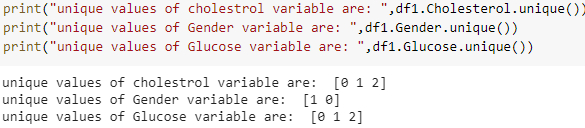 print("unique values of cholestrol variable are: ",df1.Cholesterol.unique())
print("unique values of Gender variable are: ",df1.Gender.unique())
print("unique values of Glucose variable are: ",df1.Glucose.unique())
unique values of cholestrol variable are:  [0 1 2]
unique values of Gender variable are:  [1 0]
unique values of Glucose variable are:  [0 1 2]